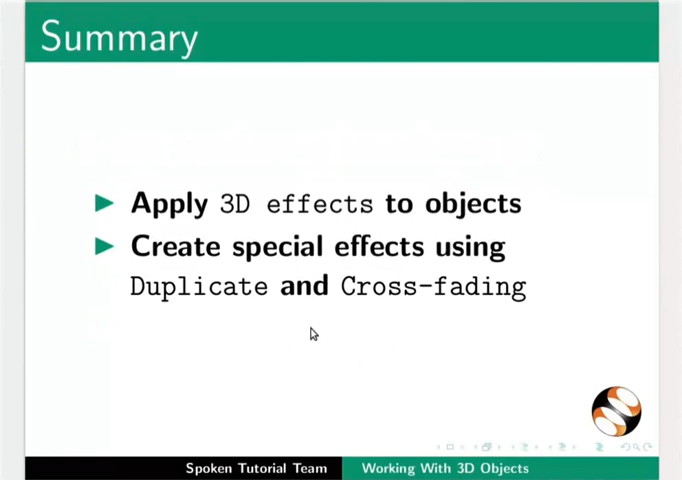 Summary
Apply 3D effects to objects
Create special effects using
Duplicate and Cross-fading
Spoken Tutorial Team Working With 3D Objects